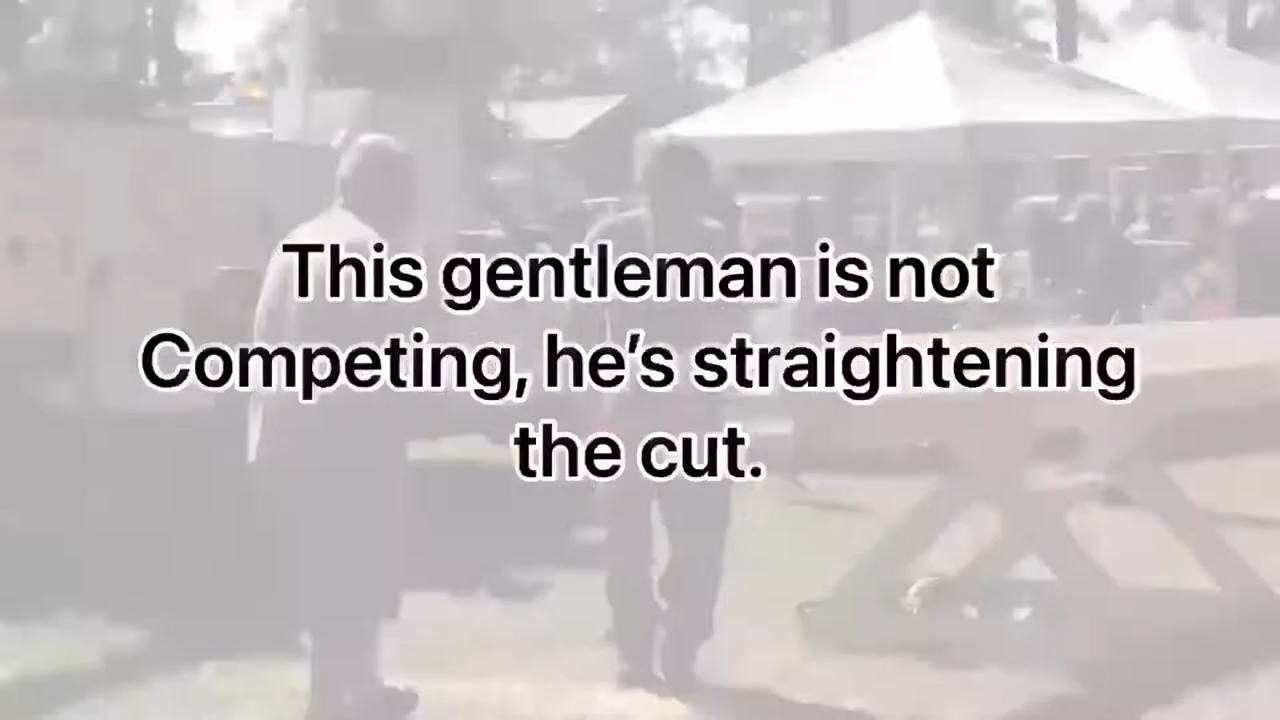 This gentleman is not
Competing, he's straightening
the cut.